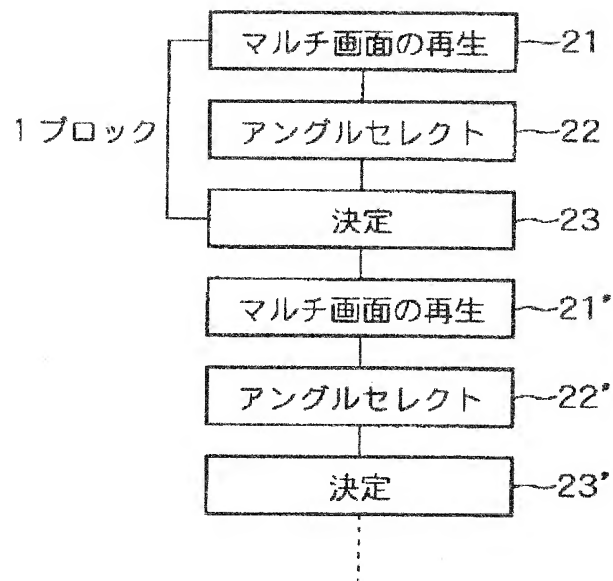 マルチ画面の再生 21
1ブロック
アングルセレクト 22
決定 23
マルチ画面の再生 21'
アングルセレクト 22'
決定 23'